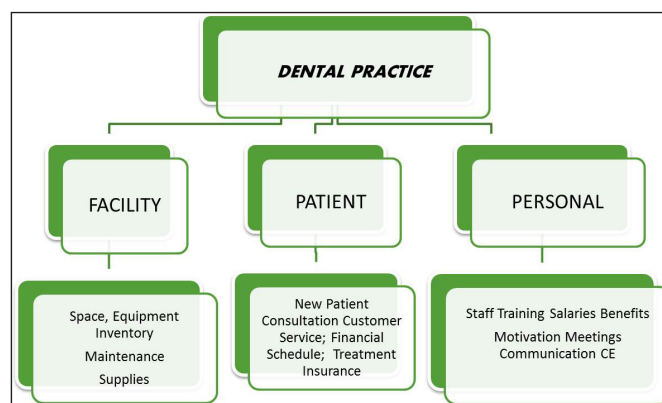 DENTAL PRACTICE
FACILITY
PATIENT
PERSONAL
Space, Equipment
Inventory
Maintenance
Supplies
New Patient
Consultation Customer
Service; Financial
Schedule; Treatment
Insurance
Staff Training Salaries Benefits
Motivation Meetings
Communication CE